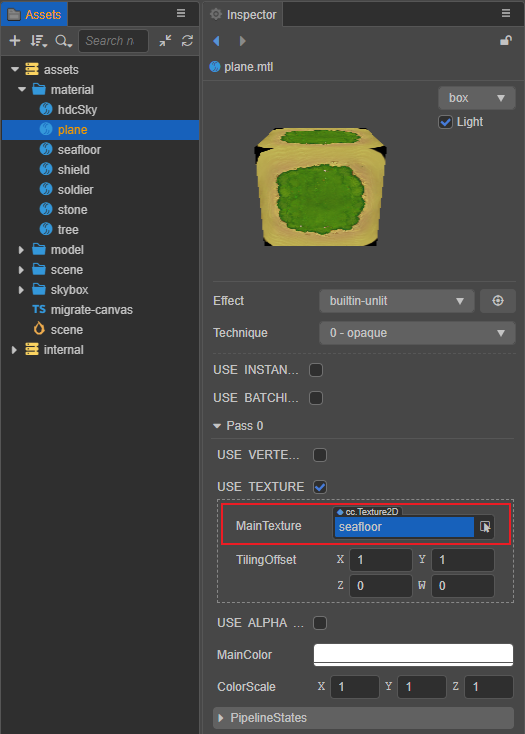 Assets
Search n
assets
material
hdcSky
plane
seafloor
shield
soldier
stone
tree
model
scene
skybox
TS migrate-canvas
scene
internal
Inspector
plane.mtl
box
Light
Effect builtin-unlit
Technique 0 - opaque
USE INSTAN...
USE BATCHI...
Pass 0
USE VERTE...
USE TEXTURE
cc.Texture2D
MainTexture seafloor
TilingOffset X 1 Y 1
Z 0 W 0
USE ALPHA ...
MainColor
ColorScale X 1 Y 1 Z 1
PipelineStates